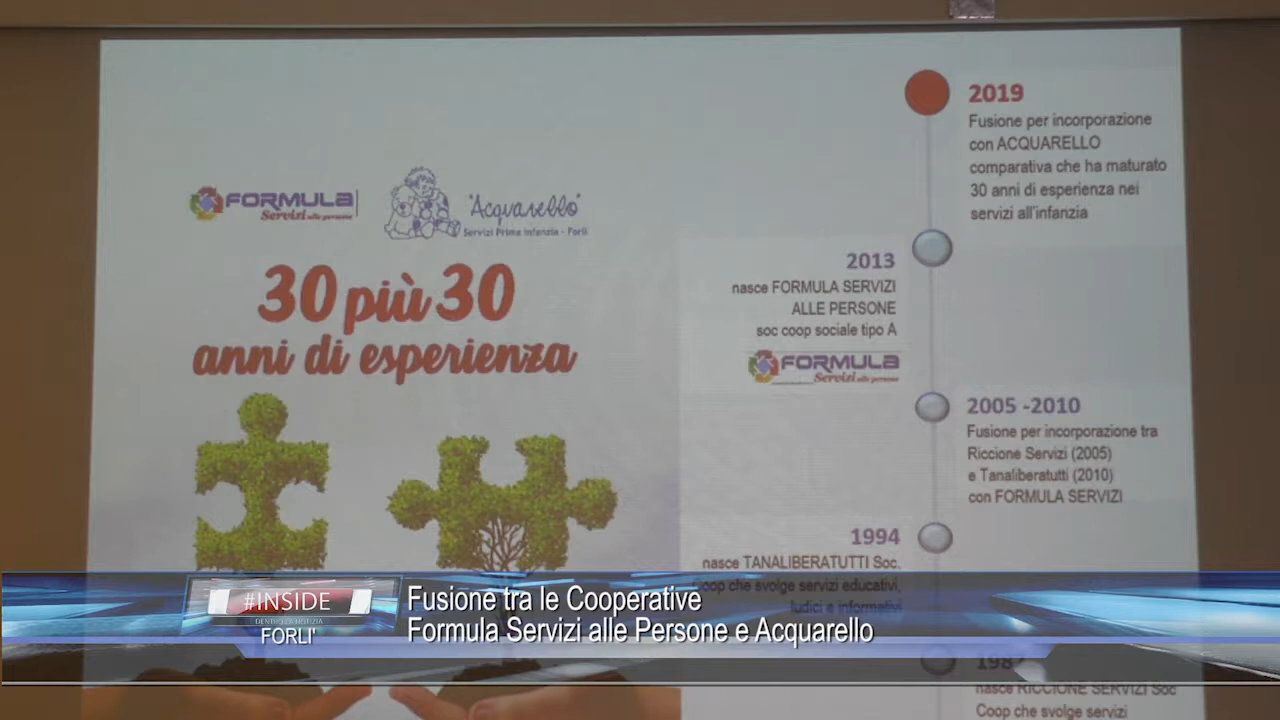 FORMULA
Servizi alle persone
"Acquarello"
Servizi Prima Infanzia - Forlì
30 più 30
anni di esperienza
2019
Fusione per incorporazione
con ACQUARELLO
comparativa che ha maturato
30 anni di esperienza nei
servizi all'infanzia
2013
nasce FORMULA SERVIZI
ALLE PERSONE
soc coop sociale tipo A
FORMULA
Servizi alle persone
2005 -2010
Fusione per incorporazione tra
Riccione Servizi (2005)
e Tanaliberatutti (2010)
con FORMULA SERVIZI
1994
nasce TANALIBERATUTTI Soc.
Coop che svolge servizi educativi,
ludici e informativi
nasce RICCIONE SERVIZI Soc
Coop che svolge servizi
#INSIDE
DENTRO LA NOTIZIA
FORLI'
Fusione tra le Cooperative
Formula Servizi alle Persone e Acquarello